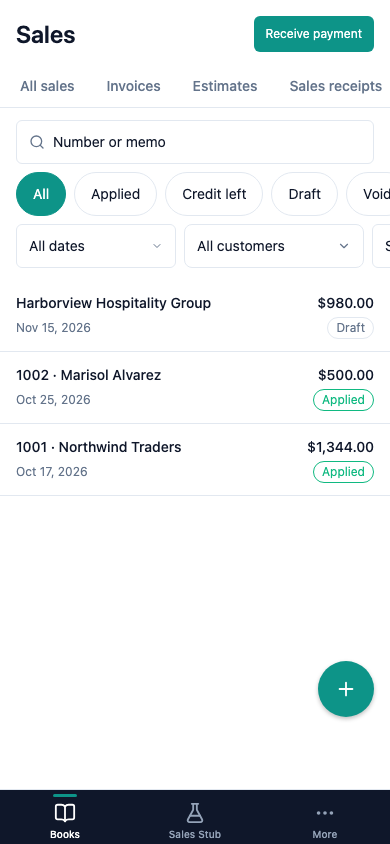 Sales
Receive payment
All sales Invoices Estimates Sales receipts
Number or memo
All Applied Credit left Draft Void
All dates All customers S
Harborview Hospitality Group $980.00
Nov 15, 2026 Draft
1002 · Marisol Alvarez $500.00
Oct 25, 2026 Applied
1001 · Northwind Traders $1,344.00
Oct 17, 2026 Applied
Books Sales Stub More